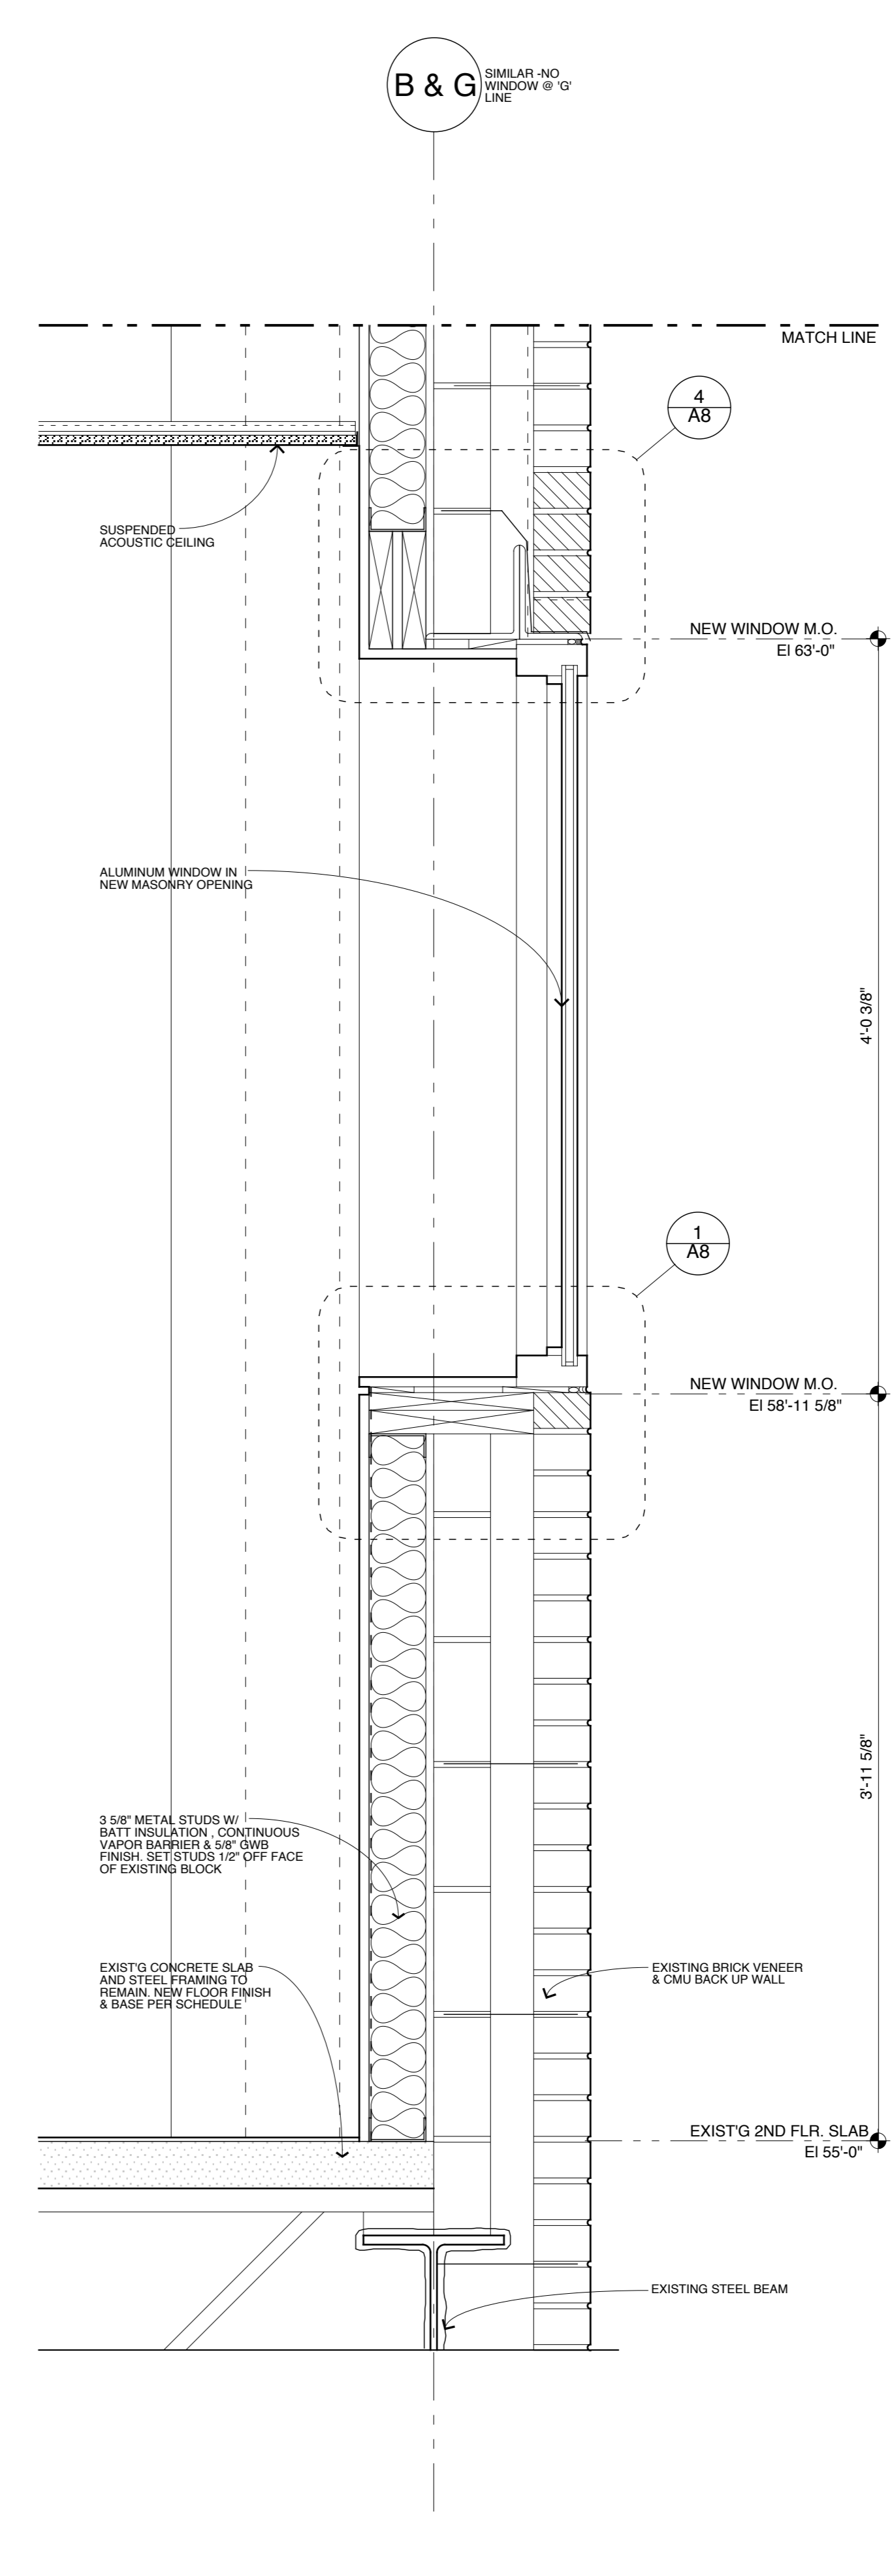 B & G
SIMILAR -NO
WINDOW @ 'G'
LINE
MATCH LINE
4
A8
SUSPENDED
ACOUSTIC CEILING
NEW WINDOW M.O.
El 63'-0"
ALUMINUM WINDOW IN
NEW MASONRY OPENING
4'-0 3/8"
1
A8
NEW WINDOW M.O.
El 58'-11 5/8"
3'-11 5/8"
3 5/8" METAL STUDS W/
BATT INSULATION , CONTINUOUS
VAPOR BARRIER & 5/8" GWB
FINISH. SET STUDS 1/2" OFF FACE
OF EXISTING BLOCK
EXIST'G CONCRETE SLAB
AND STEEL FRAMING TO
REMAIN. NEW FLOOR FINISH
& BASE PER SCHEDULE
EXISTING BRICK VENEER
& CMU BACK UP WALL
EXIST'G 2ND FLR. SLAB
El 55'-0"
EXISTING STEEL BEAM